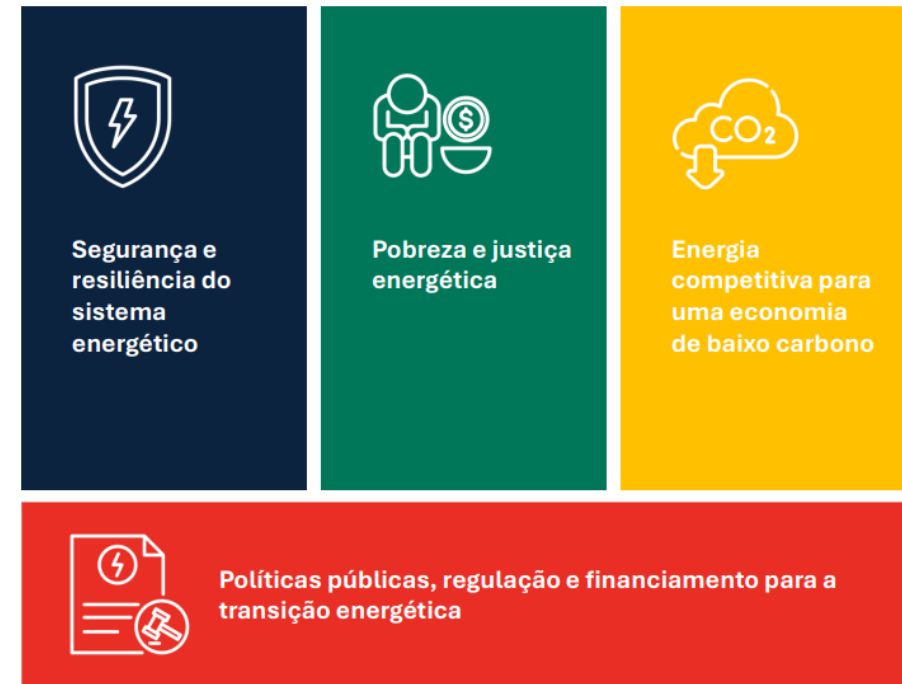 Segurança e
resiliência do
sistema
energético
$
Pobreza e justiça
energética
CO₂
Energia
competitiva para
uma economia
de baixo carbono
Políticas públicas, regulação e financiamento para a
transição energética